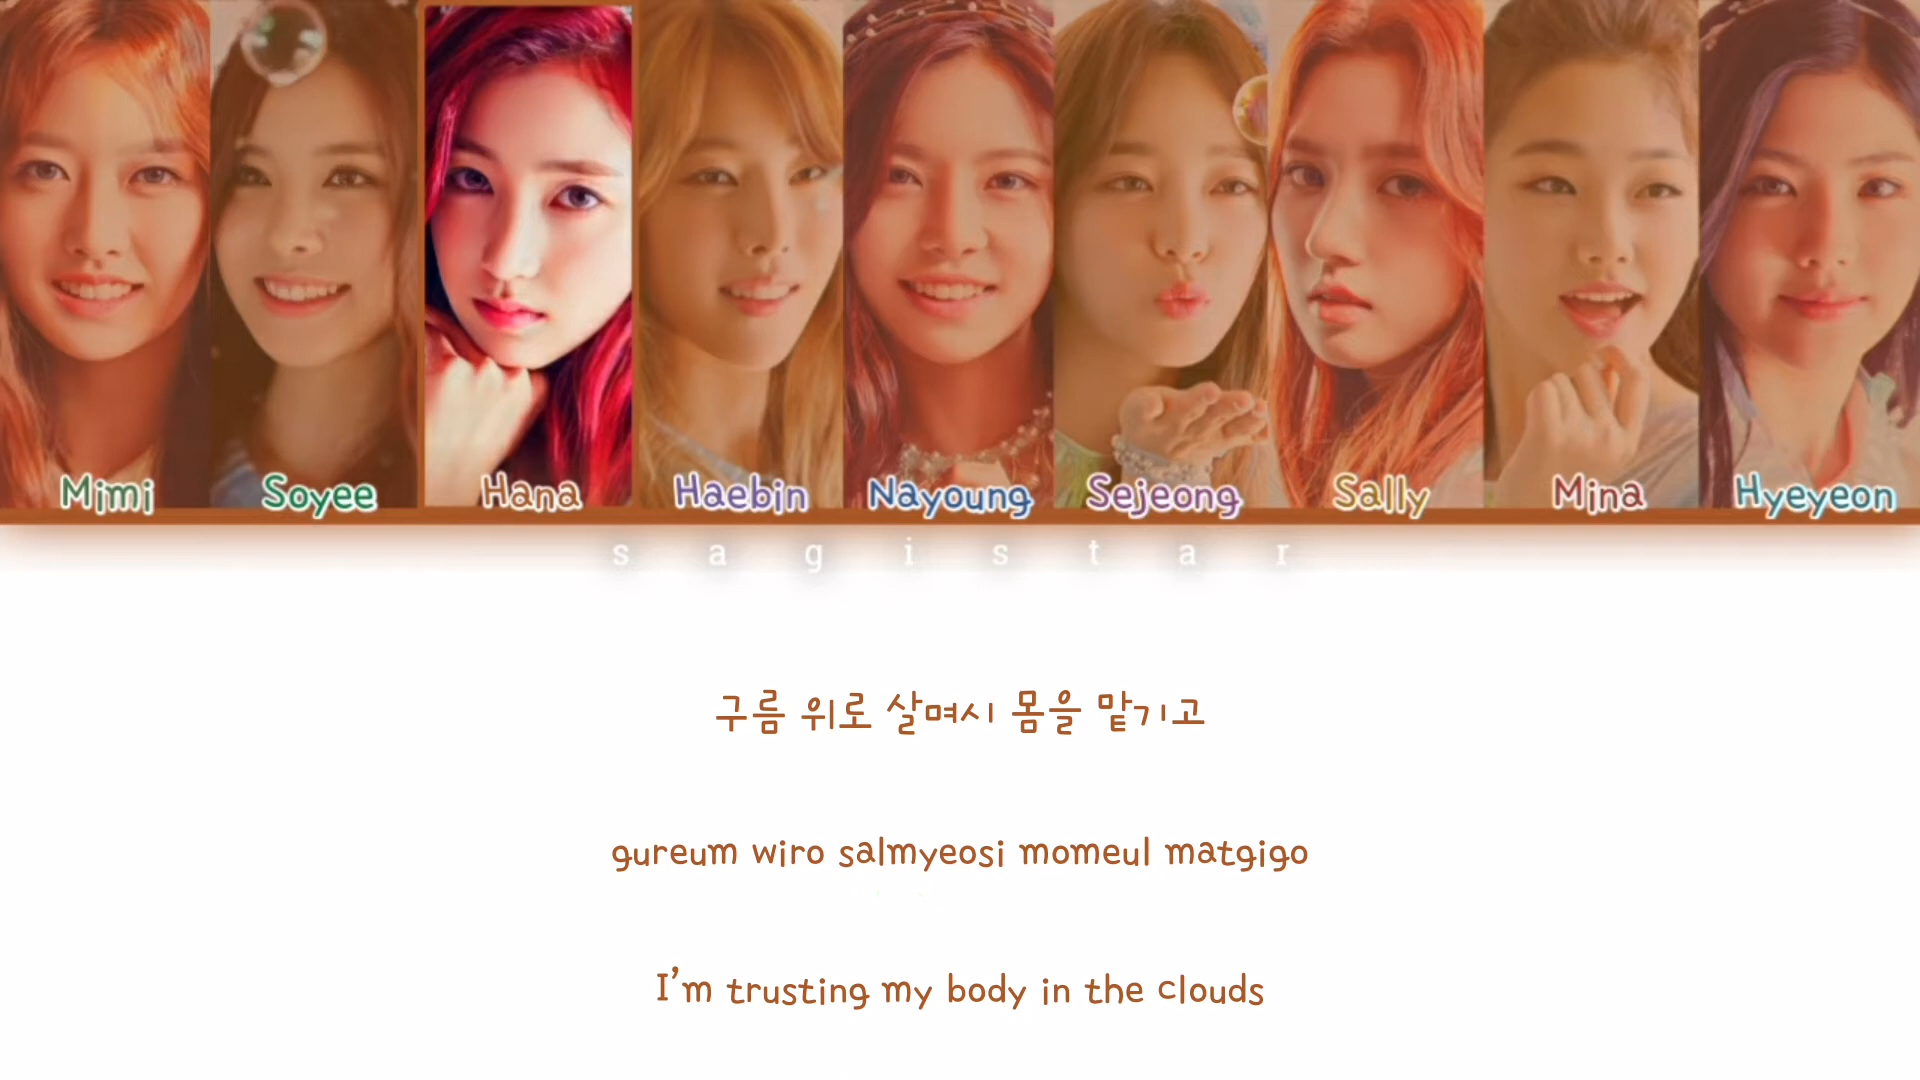 Mimi Soyee Hana Haebin Nayoung Sejeong Sally Mina Hyeyeon
sagistar
구름 위로 살며시 몸을 맡기고
gureum wiro salmyeosi momeul matgigo
I'm trusting my body in the clouds